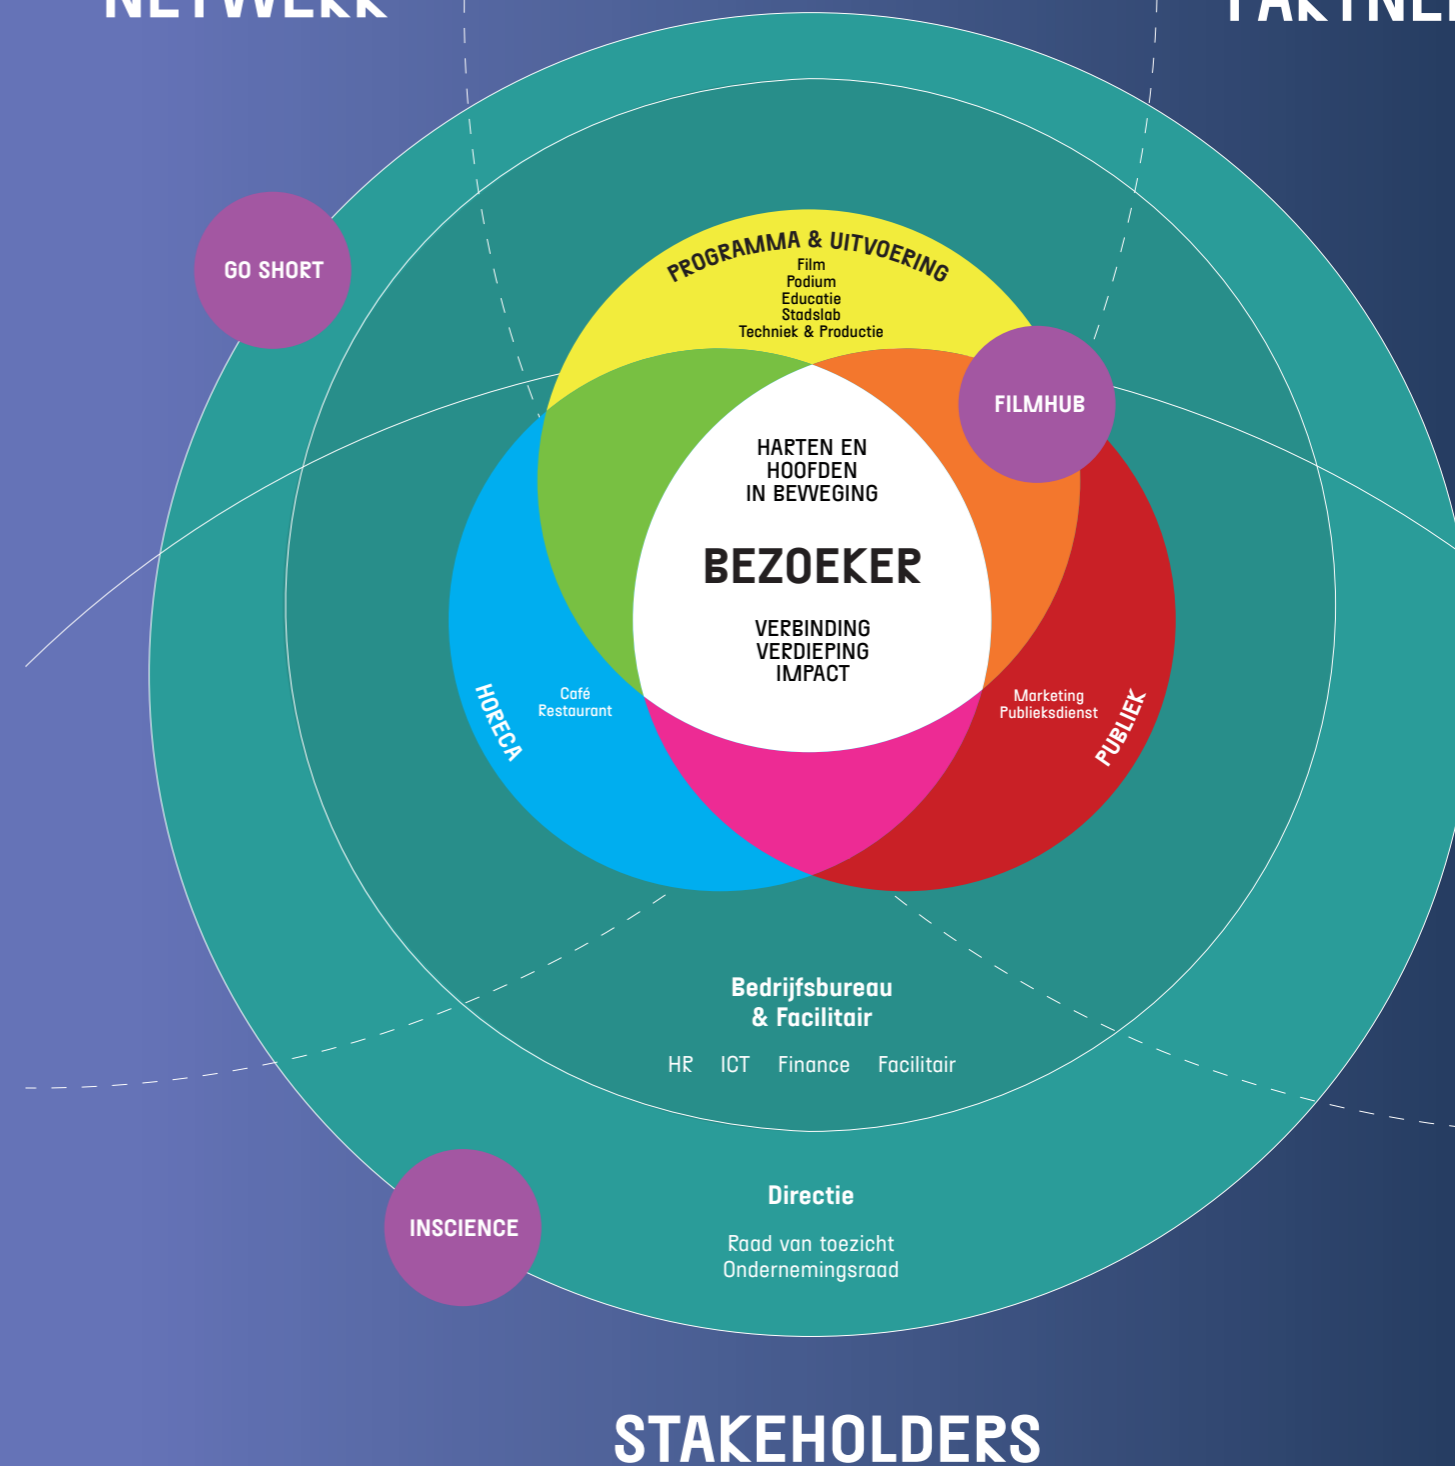 NETWERK
GO SHORT
PROGRAMMA & UITVOERING
Film
Podium
Educatie
Stadslab
Techniek & Productie
FILMHUB
HARTEN EN
HOOFDEN
IN BEWEGING
BEZOEKER
VERBINDING
VERDIEPING
IMPACT
HORECA
Café
Restaurant
Marketing
Publieksdienst
PUBLIEK
Bedrijfsbureau
& Facilitair
HR ICT Finance Facilitair
Directie
Raad van toezicht
Ondernemingsraad
INSCIENCE
STAKEHOLDERS